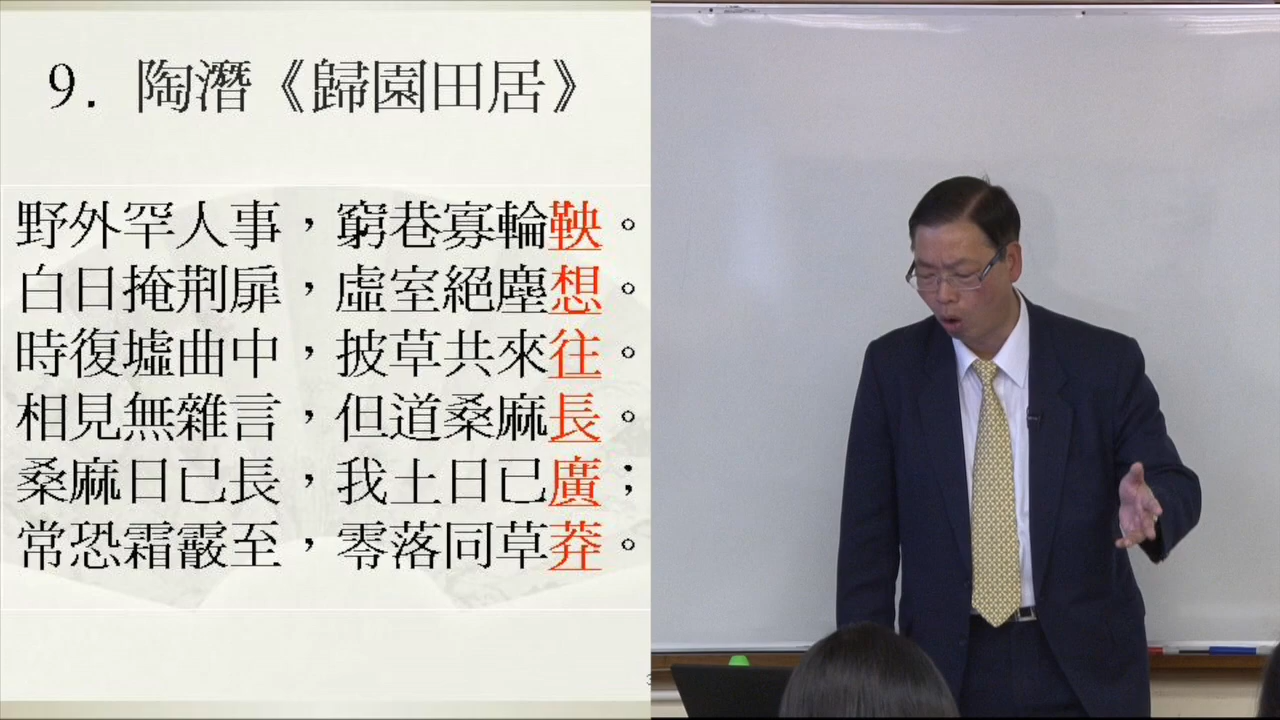 9. 陶潛《歸園田居》
野外罕人事，窮巷寡輪鞅。
白日掩荆扉，虛室絕塵想。
時復墟曲中，披草共來往。
相見無雜言，但道桑麻長。
桑麻日已長，我土日已廣；
常恐霜霰至，零落同草莽。